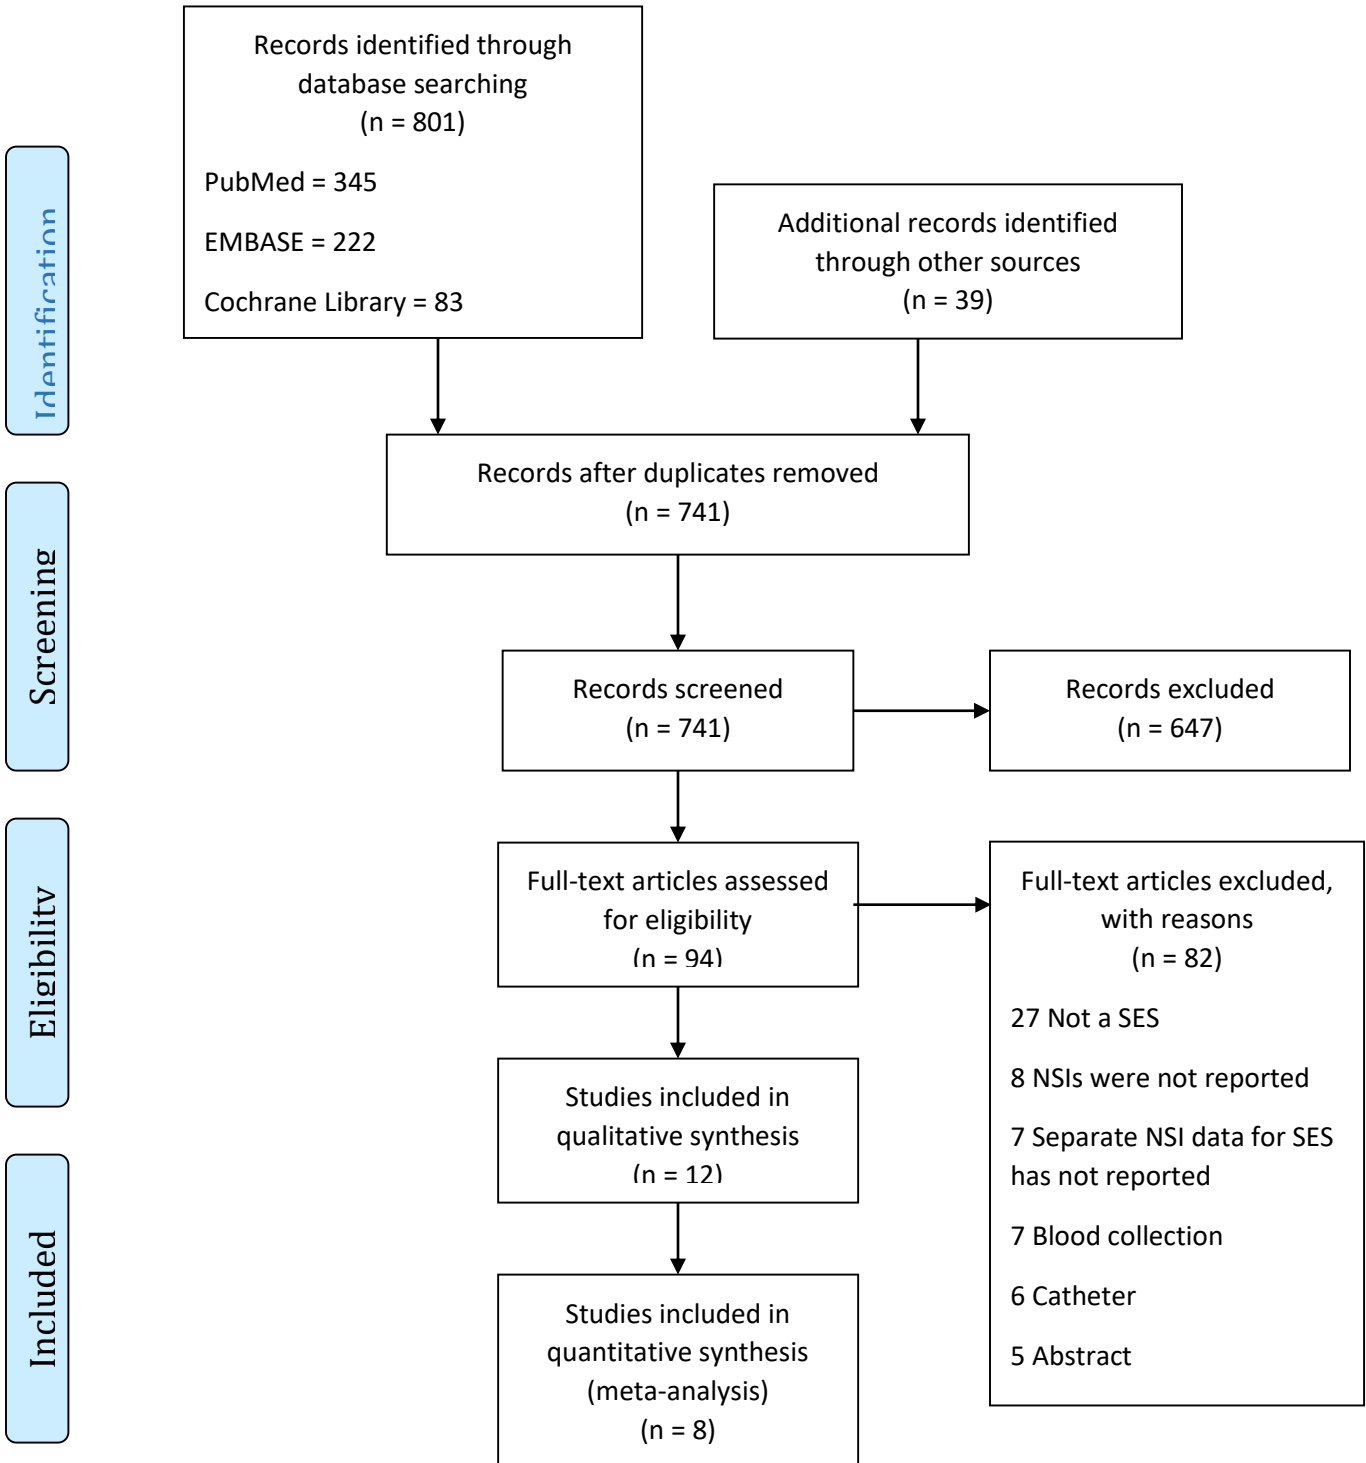 Records identified through
database searching
(n = 801)
PubMed = 345
EMBASE = 222
Cochrane Library = 83
Additional records identified
through other sources
(n = 39)
Identification
Records after duplicates removed
(n = 741)
Screening
Records screened
(n = 741)
Records excluded
(n = 647)
Eligibility
Full-text articles assessed
for eligibility
(n = 94)
Full-text articles excluded,
with reasons
(n = 82)
27 Not a SES
8 NSIs were not reported
7 Separate NSI data for SES
has not reported
7 Blood collection
6 Catheter
5 Abstract
Studies included in
qualitative synthesis
(n = 12)
Included
Studies included in
quantitative synthesis
(meta-analysis)
(n = 8)